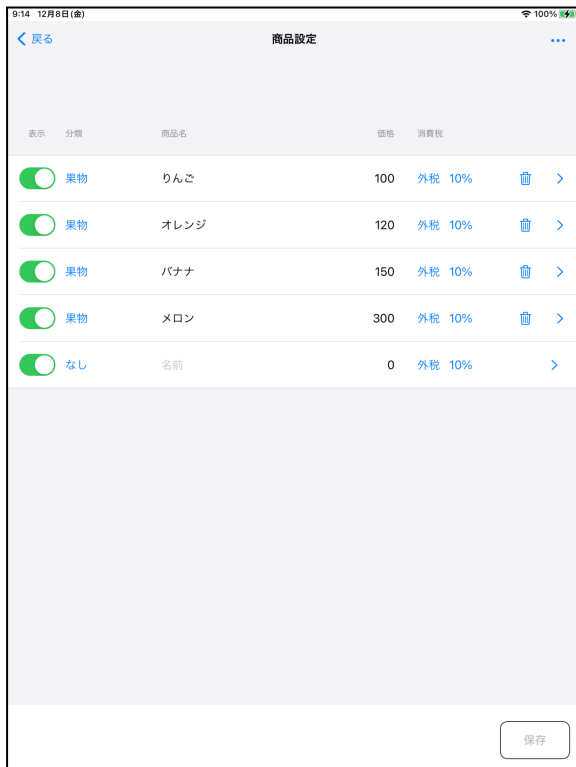 9:14 12月8日(金) 100%
戻る 商品設定 ...
表示 分類 商品名 価格 消費税
果物 りんご 100 外税 10%
果物 オレンジ 120 外税 10%
果物 バナナ 150 外税 10%
果物 メロン 300 外税 10%
なし 名前 0 外税 10%
保存